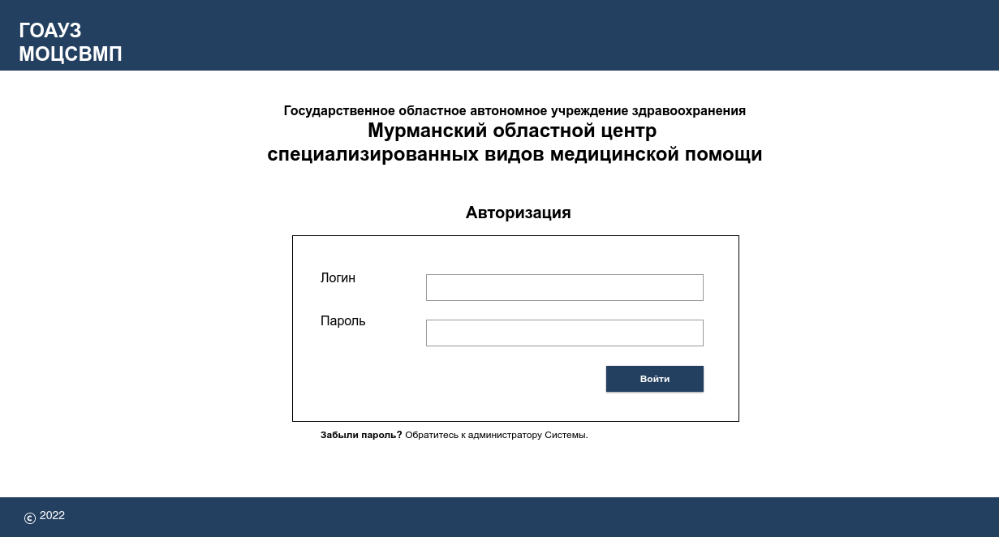 ГОАУЗ
МОЦСВМП
Государственное областное автономное учреждение здравоохранения
Мурманский областной центр
специализированных видов медицинской помощи
Авторизация
Логин
Пароль
Войти
Забыли пароль? Обратитесь к администратору Системы.
© 2022